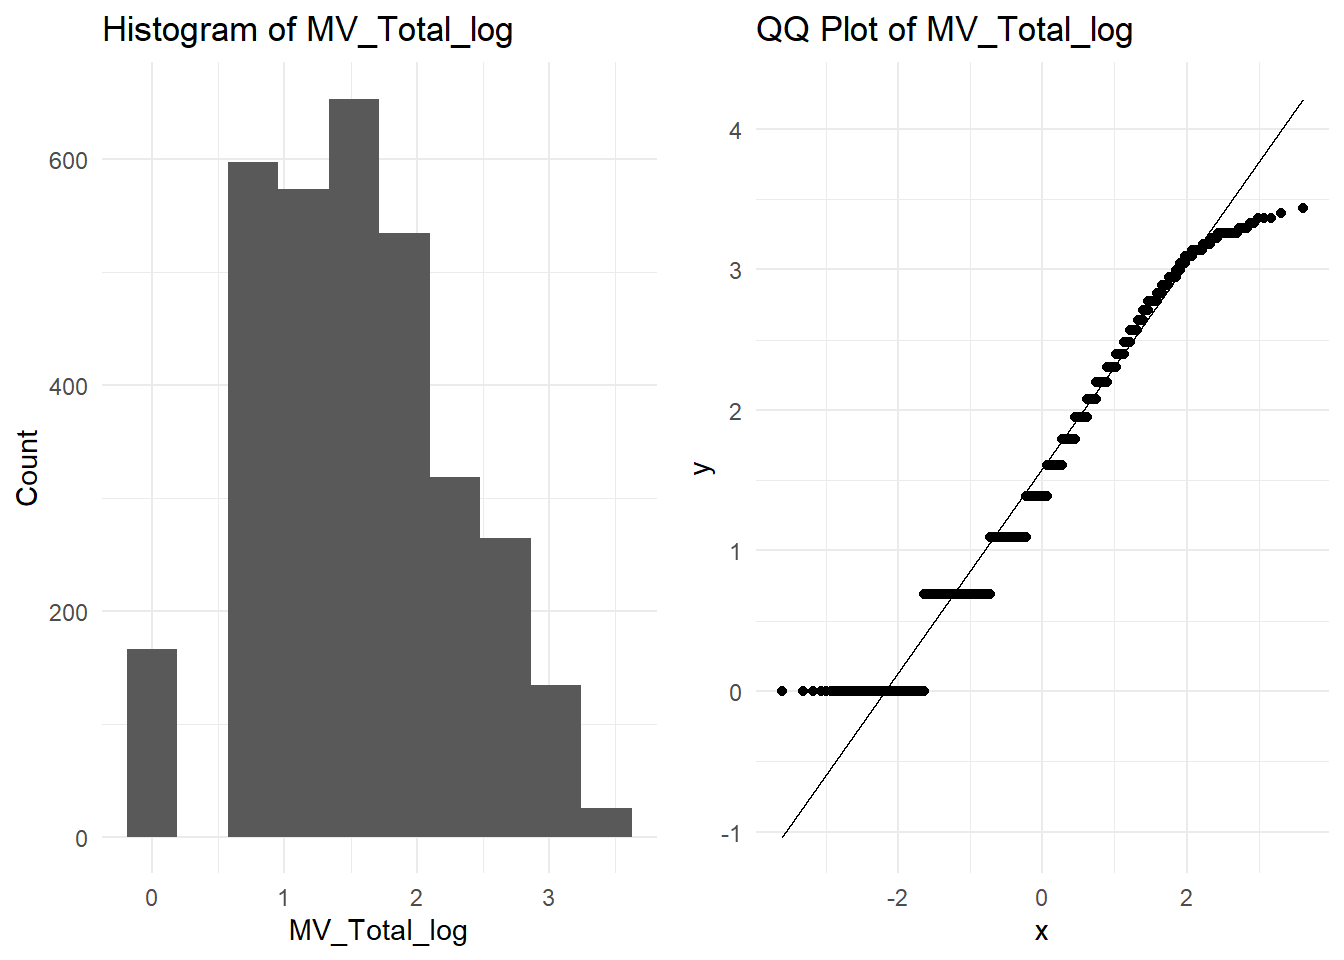 Histogram of MV_Total_log
600
400
200
0
Count
0 1 2 3
MV_Total_log
QQ Plot of MV_Total_log
4
3
2
1
0
-1
y
-2 0 2
x